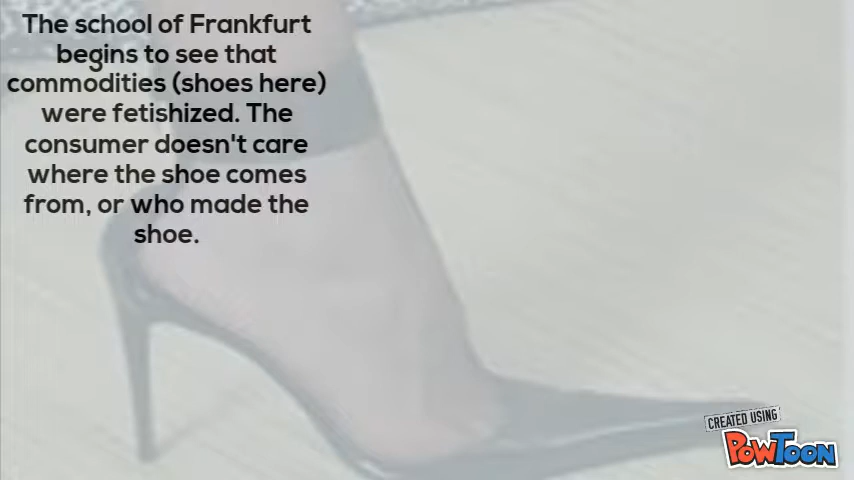 The school of Frankfurt
begins to see that
commodities (shoes here)
were fetishized. The
consumer doesn't care
where the shoe comes
from, or who made the
shoe.
CREATED USING
POWTOON